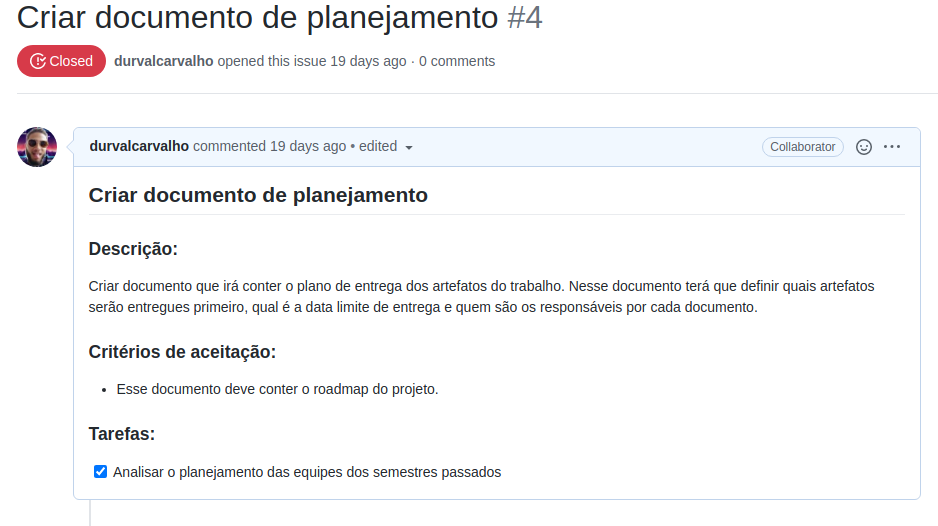 Criar documento de planejamento #4
Closed durvalcarvalho opened this issue 19 days ago · 0 comments
durvalcarvalho commented 19 days ago • edited Collaborator
Criar documento de planejamento
Descrição:
Criar documento que irá conter o plano de entrega dos artefatos do trabalho. Nesse documento terá que definir quais artefatos
serão entregues primeiro, qual é a data limite de entrega e quem são os responsáveis por cada documento.
Critérios de aceitação:
• Esse documento deve conter o roadmap do projeto.
Tarefas:
Analisar o planejamento das equipes dos semestres passados